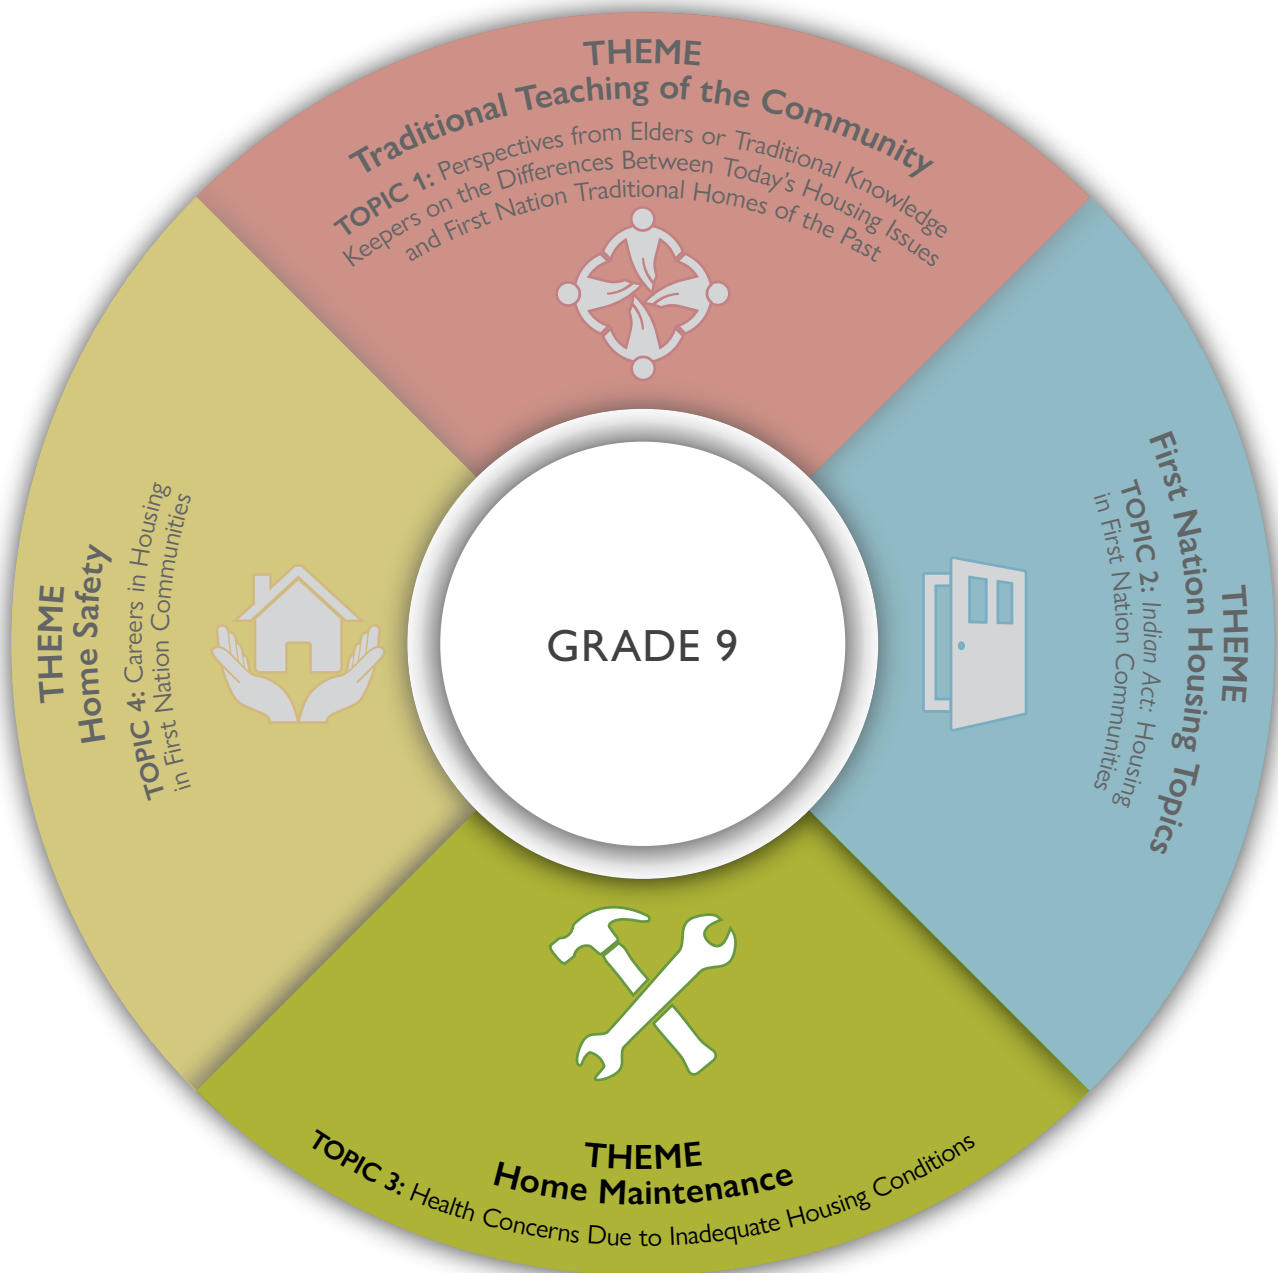 THEME
Traditional Teaching of the Community
TOPIC 1: Perspectives from Elders or Traditional Knowledge
Keepers on the Differences Between Today's Housing Issues
and First Nation Traditional Homes of the Past
THEME
First Nation Housing Topics
TOPIC 2: Indian Act: Housing
in First Nation Communities
GRADE 9
THEME
Home Maintenance
TOPIC 3: Health Concerns Due to Inadequate Housing Conditions
THEME
Home Safety
TOPIC 4: Careers in Housing
in First Nation Communities